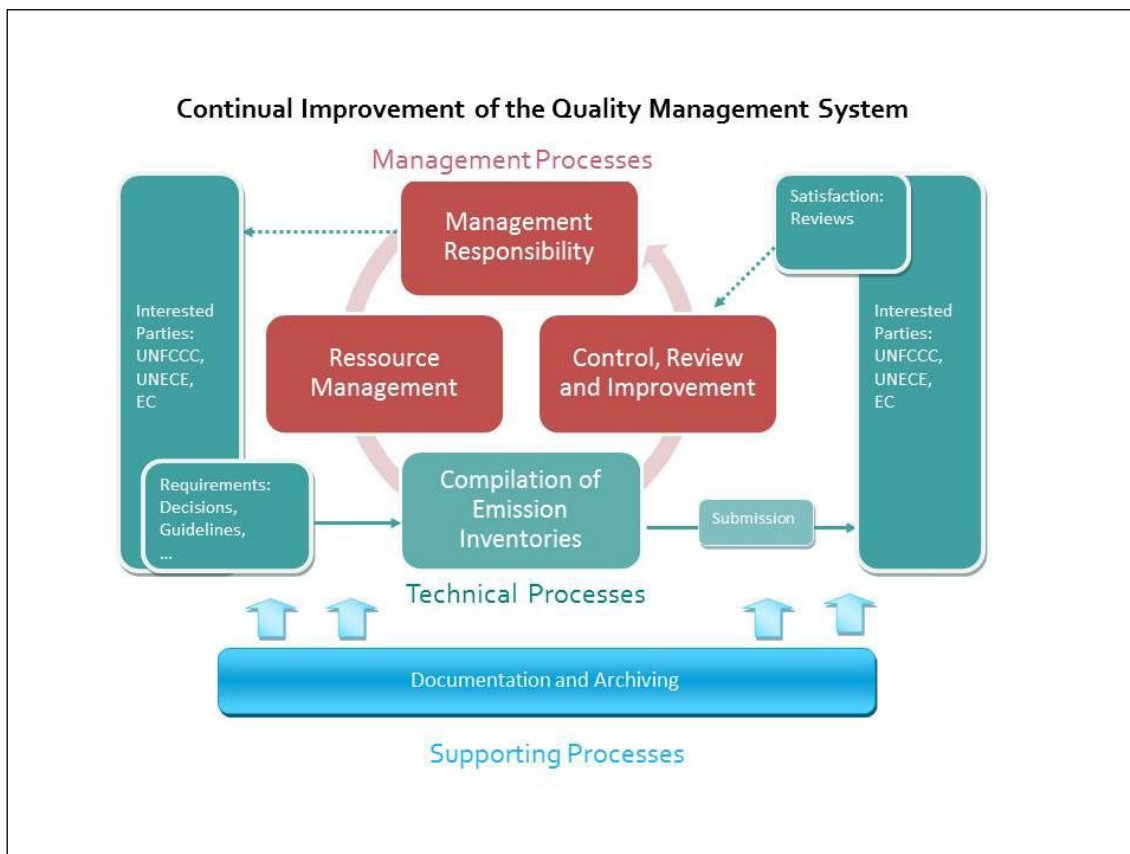 Continual Improvement of the Quality Management System
Management Processes
Management
Responsibility
Satisfaction:
Reviews
Interested
Parties:
UNFCCC,
UNECE,
EC
Ressource
Management
Control, Review
and Improvement
Interested
Parties:
UNFCCC,
UNECE,
EC
Requirements:
Decisions,
Guidelines,
...
Compilation of
Emission
Inventories
Submission
Technical Processes
Documentation and Archiving
Supporting Processes